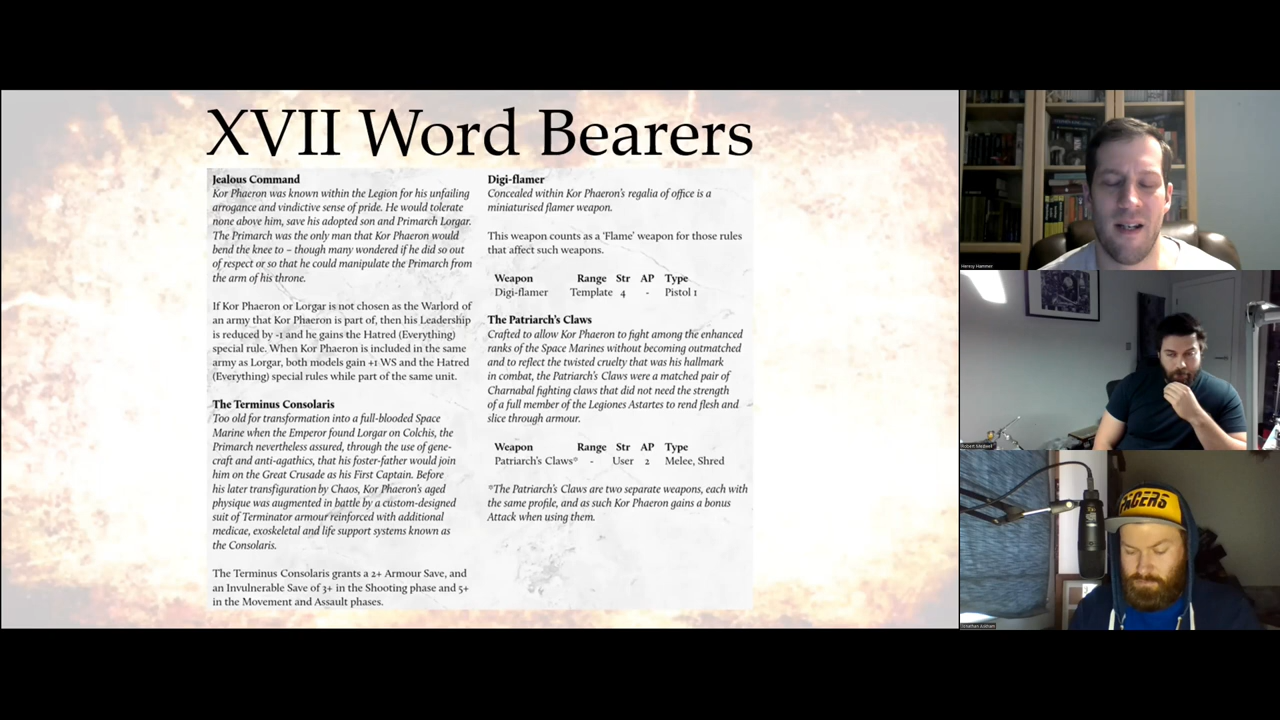 XVII Word Bearers
Jealous Command
Kor Phaeron was known within the Legion for his unfailing
arrogance and vindictive sense of pride. He would tolerate
none above him, save his adopted son and Primarch Lorgar.
The Primarch was the only man that Kor Phaeron would
bend the knee to – though many wondered if he did so out
of respect or so that he could manipulate the Primarch from
the arm of his throne.
If Kor Phaeron or Lorgar is not chosen as the Warlord of
an army that Kor Phaeron is part of, then his Leadership
is reduced by -1 and he gains the Hatred (Everything)
special rule. When Kor Phaeron is included in the same
army as Lorgar, both models gain +1 WS and the Hatred
(Everything) special rules while part of the same unit.
The Terminus Consolaris
Too old for transformation into a full-blooded Space
Marine when the Emperor found Lorgar on Colchis, the
Primarch nevertheless assured, through the use of gene-
craft and anti-agathics, that his foster-father would join
him on the Great Crusade as his First Captain. Before
his later transfiguration by Chaos, Kor Phaeron's aged
physique was augmented in battle by a custom-designed
suit of Terminator armour reinforced with additional
medicae, exoskeletal and life support systems known as
the Consolaris.
The Terminus Consolaris grants a 2+ Armour Save, and
an Invulnerable Save of 3+ in the Shooting phase and 5+
in the Movement and Assault phases.
Digi-flamer
Concealed within Kor Phaeron's regalia of office is a
miniaturised flamer weapon.
This weapon counts as a 'Flame' weapon for those rules
that affect such weapons.
Weapon Range Str AP Type
Digi-flamer Template 4 - Pistol 1
The Patriarch's Claws
Crafted to allow Kor Phaeron to fight among the enhanced
ranks of the Space Marines without becoming outmatched
and to reflect the twisted cruelty that was his hallmark
in combat, the Patriarch's Claws were a matched pair of
Charnabal fighting claws that did not need the strength
of a full member of the Legiones Astartes to rend flesh and
slice through armour.
Weapon Range Str AP Type
Patriarch's Claws* - User 2 Melee, Shred
*The Patriarch's Claws are two separate weapons, each with
the same profile, and as such Kor Phaeron gains a bonus
Attack when using them.
Henny Hammer
FAGERS